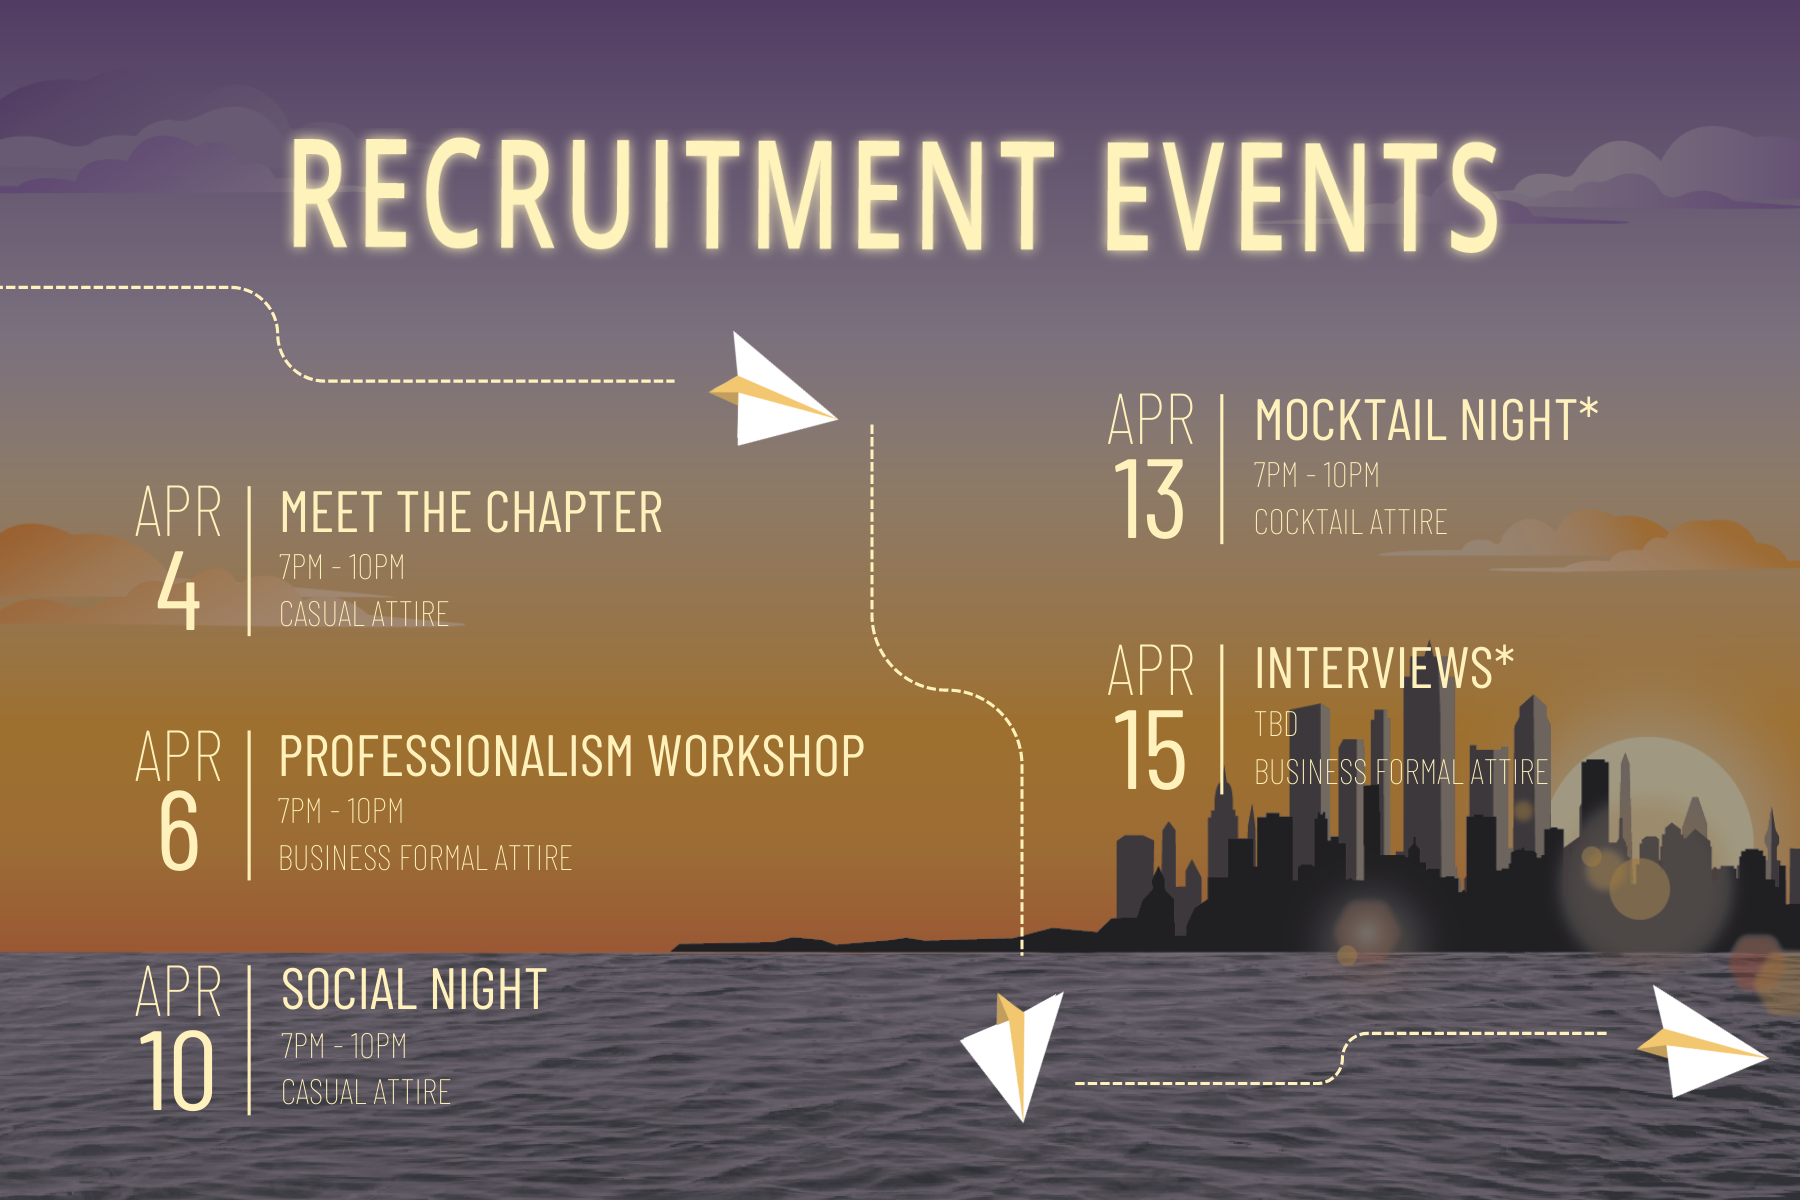 RECRUITMENT EVENTS
APR
4
MEET THE CHAPTER
7PM - 10PM
CASUAL ATTIRE
APR
6
PROFESSIONALISM WORKSHOP
7PM - 10PM
BUSINESS FORMAL ATTIRE
APR
10
SOCIAL NIGHT
7PM - 10PM
CASUAL ATTIRE
APR
13
MOCKTAIL NIGHT*
7PM - 10PM
COCKTAIL ATTIRE
APR
15
INTERVIEWS*
TBD
BUSINESS FORMAL ATTIRE